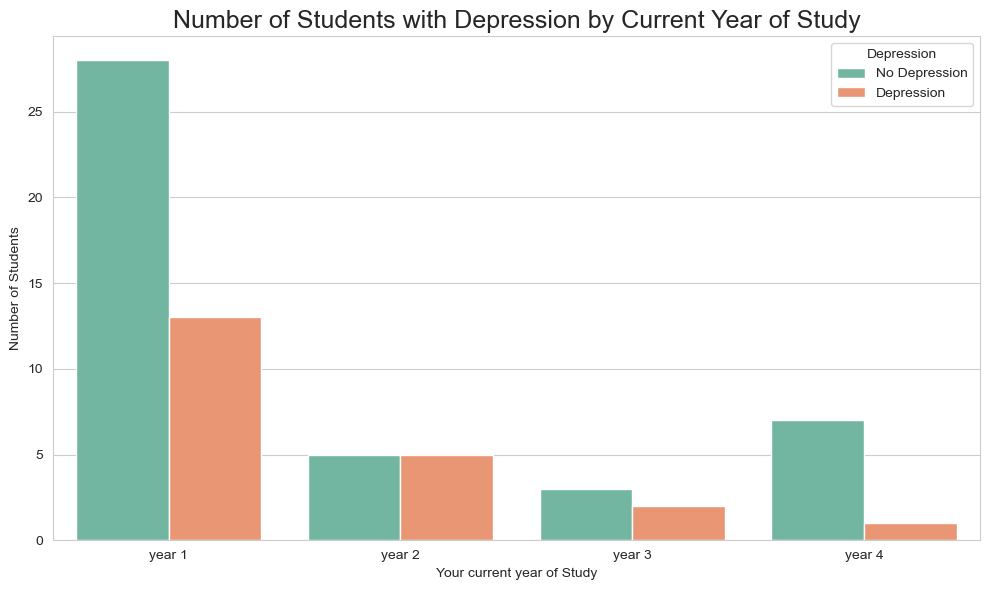 Number of Students with Depression by Current Year of Study
Depression
No Depression
Depression
25
20
15
10
5
0
Number of Students
year 1
year 2
year 3
year 4
Your current year of Study